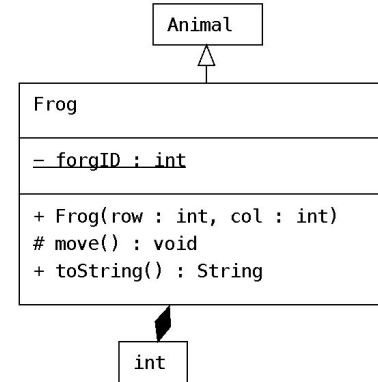 Animal
Frog
- forgID : int
+ Frog(row : int, col : int)
# move() : void
+ toString() : String
int